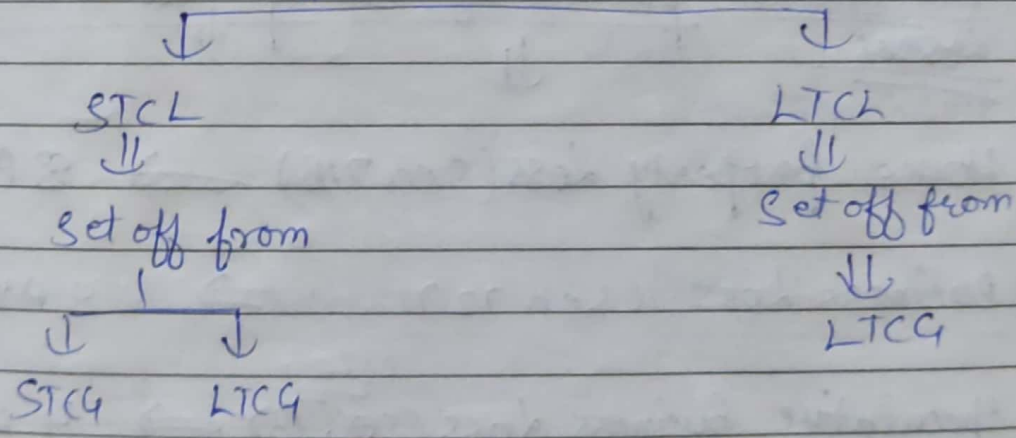 STCL LTCL
Set off from Set off from
LTCG
STCG LTCG